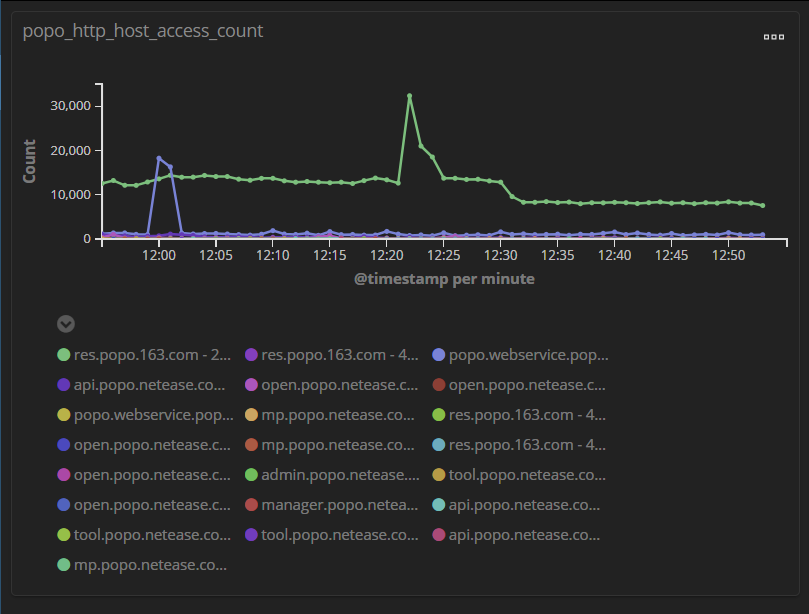 popo_http_host_access_count
30,000
20,000
10,000
0
Count
12:00 12:05 12:10 12:15 12:20 12:25 12:30 12:35 12:40 12:45 12:50
@timestamp per minute
res.popo.163.com - 2... res.popo.163.com - 4... popo.webservice.pop...
api.popo.netease.co... open.popo.netease.c... open.popo.netease.c...
popo.webservice.pop... mp.popo.netease.co... res.popo.163.com - 4...
open.popo.netease.c... mp.popo.netease.co... res.popo.163.com - 4...
open.popo.netease.c... admin.popo.netease.... tool.popo.netease.co...
open.popo.netease.c... manager.popo.netea... api.popo.netease.co...
tool.popo.netease.co... tool.popo.netease.co... api.popo.netease.co...
mp.popo.netease.co...